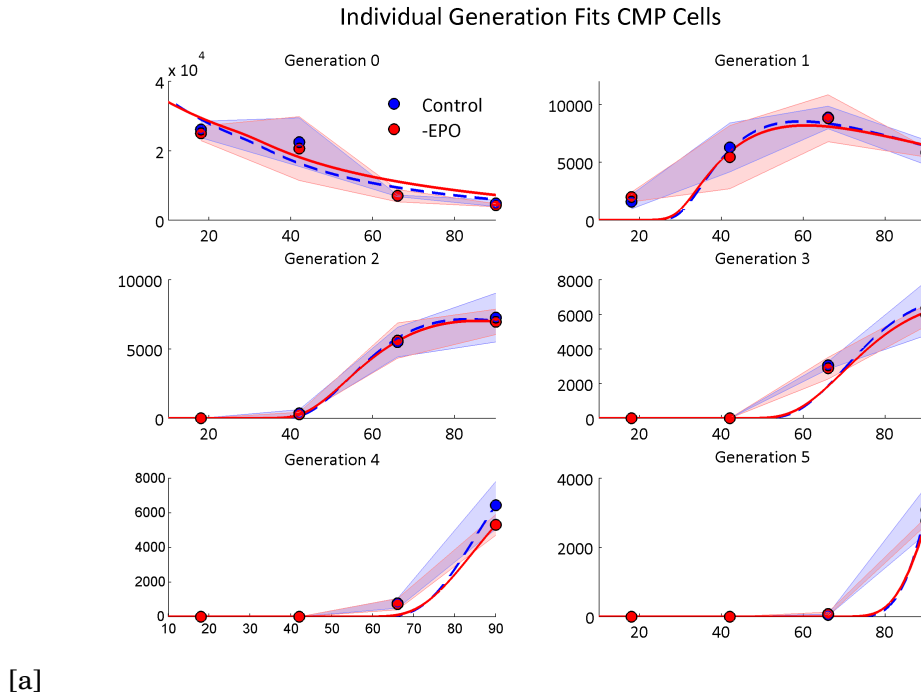 Individual Generation Fits CMP Cells
Generation 0
x 10^4
4
2
0
20 40 60 80
Control
-EPO
Generation 1
10000
5000
0
20 40 60 80
Generation 2
10000
5000
0
20 40 60 80
Generation 3
8000
6000
4000
2000
0
20 40 60 80
Generation 4
8000
6000
4000
2000
0
10 20 30 40 50 60 70 80 90
Generation 5
4000
2000
0
20 40 60 80
[a]